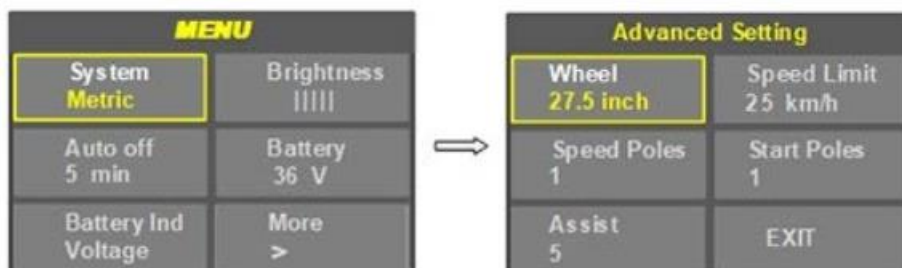 MENU
System
Metric
Brightness
|||||
Auto off
5 min
Battery
36 V
Battery Ind
Voltage
More
>
Advanced Setting
Wheel
27.5 inch
Speed Limit
25 km/h
Speed Poles
1
Start Poles
1
Assist
5
EXIT